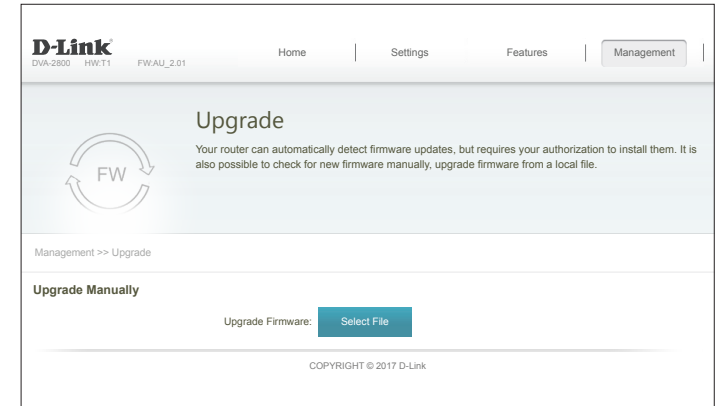 D-Link
DVA-2800 HW:T1 FW:AU_2.01
Home Settings Features Management
Upgrade
Your router can automatically detect firmware updates, but requires your authorization to install them. It is
also possible to check for new firmware manually, upgrade firmware from a local file.
FW
Management >> Upgrade
Upgrade Manually
Upgrade Firmware: Select File
COPYRIGHT © 2017 D-Link